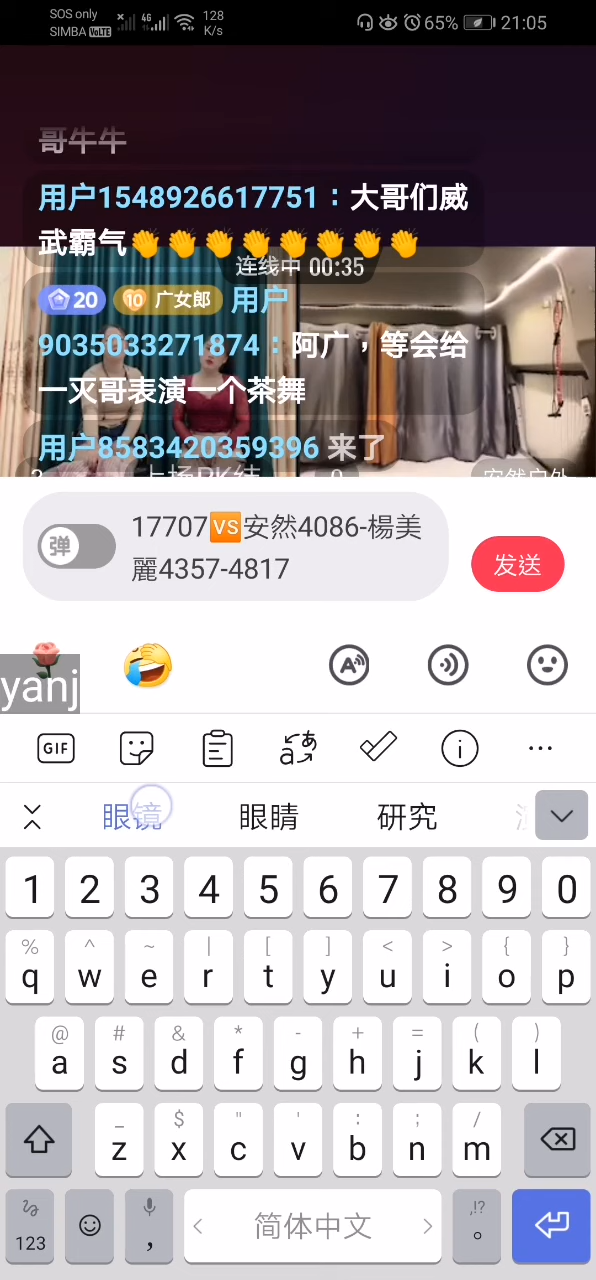 SOS only
SIMBA VoLTE
4G
128
K/s
65%
21:05
哥牛牛
用户1548926617751：大哥们威
武霸气👏👏👏👏👏👏👏👏
连线中 00:35
20 10 广女郎 用户
9035033271874：阿广，等会给
一灭哥表演一个茶舞
用户8583420359396 来了
弹
17707🆚安然4086-楊美
麗4357-4817
发送
yanj
GIF
眼镜 眼睛 研究
1 2 3 4 5 6 7 8 9 0
% ^ ~ | [ ] < > { }
q w e r t y u i o p
@ # & * - + = ( )
a s d f g h j k l
_ $ " ' : ; /
z x c v b n m
,!?
123 ， 简体中文 。